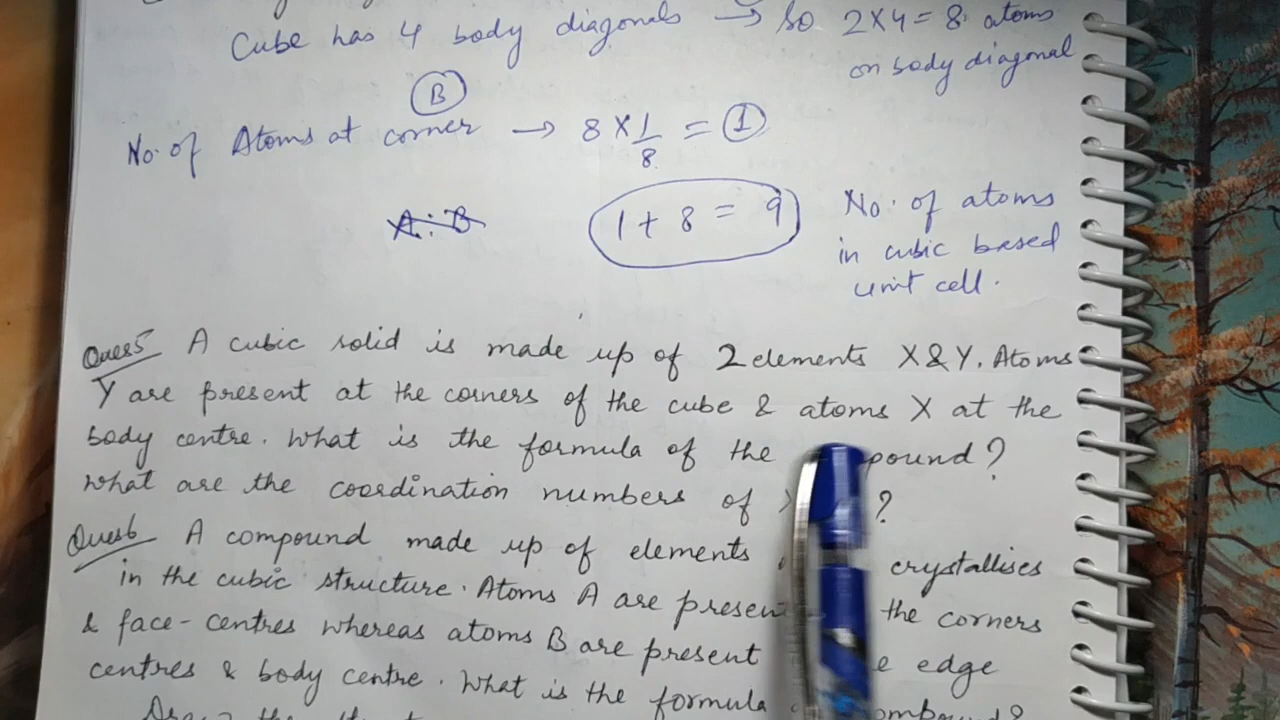 Cube has 4 body diagonals → So 2×4 = 8 atoms
on body diagonal
(B)
No. of Atoms at corner → 8 × 1/8 = 1
A : B 1 + 8 = 9 No. of atoms
in cubic based
unit cell.
Ques5 A cubic solid is made up of 2 elements X & Y. Atoms
Y are present at the corners of the cube & atoms X at the
body centre. What is the formula of the pound?
What are the coordination numbers of ?
Ques6 A compound made up of elements crystallises
in the cubic structure. Atoms A are presen the corners
& face-centres whereas atoms B are present e edge
centres & body centre. What is the formula ombound?
the